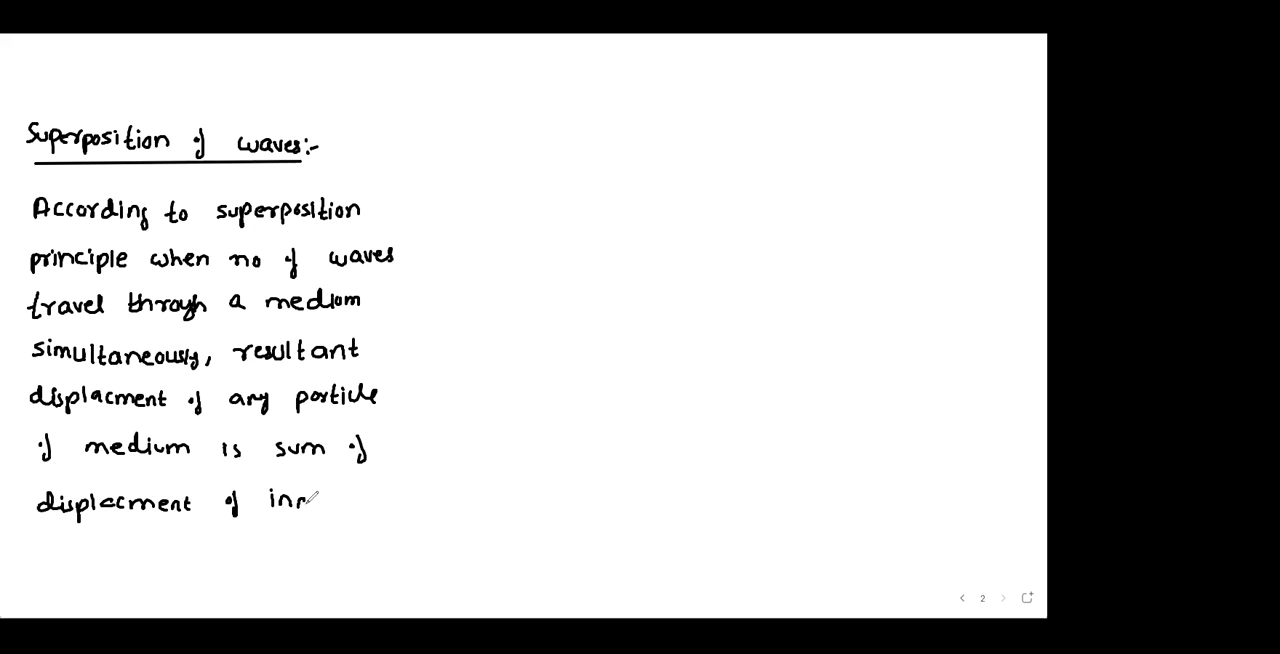 Superposition of waves:-
According to superposition
principle when no of waves
travel through a medium
simultaneously, resultant
displacment of any particle
of medium is sum of
displacment of
2